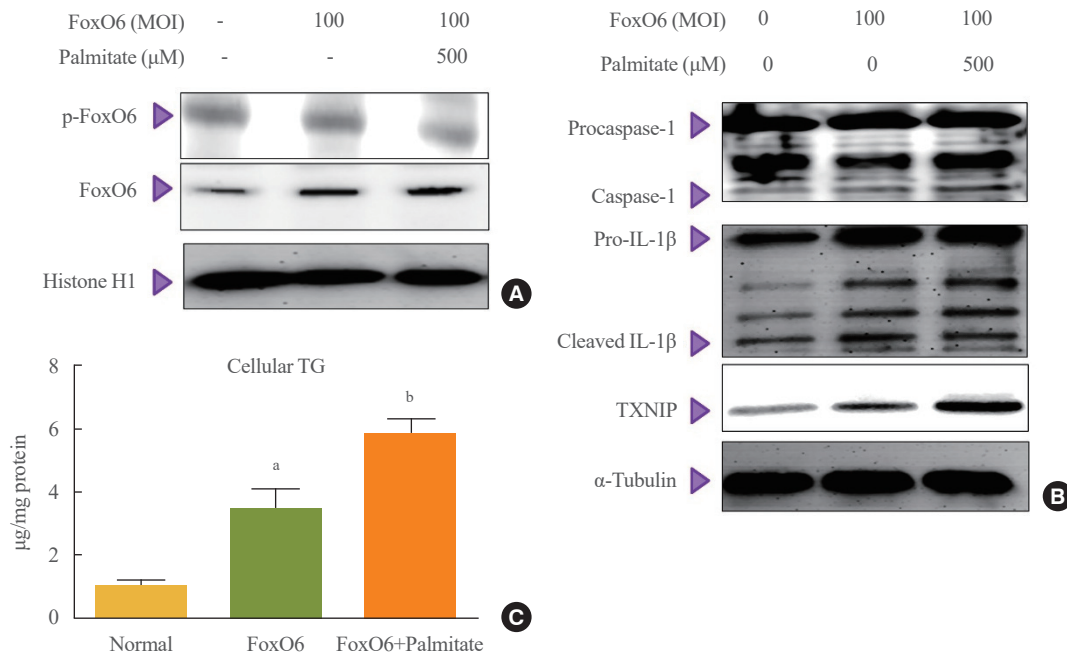 FoxO6 (MOI) - 100 100
Palmitate (μM) - - 500
p-FoxO6
FoxO6
Histone H1
A
FoxO6 (MOI) 0 100 100
Palmitate (μM) 0 0 500
Procaspase-1
Caspase-1
Pro-IL-1β
Cleaved IL-1β
TXNIP
α-Tubulin
B
Cellular TG
μg/mg protein
8
6
4
2
0
a
b
Normal FoxO6 FoxO6+Palmitate
C